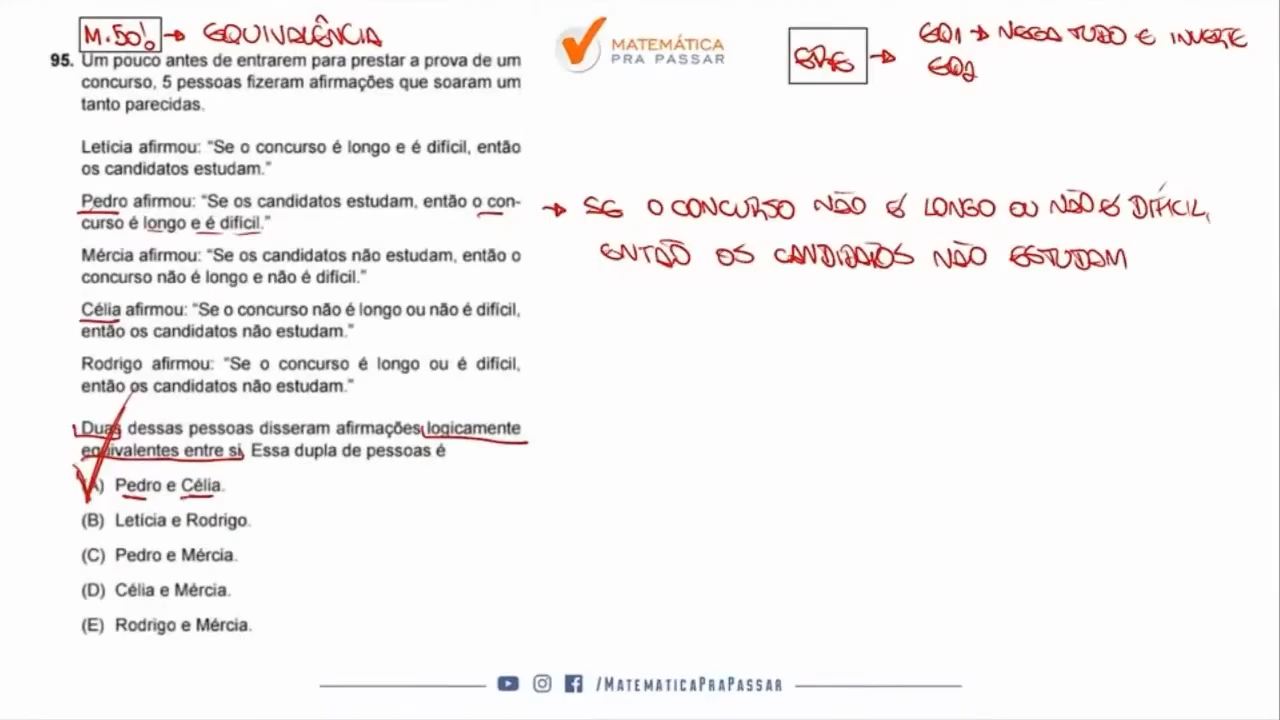 M.50! → EQUIVALÊNCIA
95. Um pouco antes de entrarem para prestar a prova de um
concurso, 5 pessoas fizeram afirmações que soaram um
tanto parecidas.
Letícia afirmou: “Se o concurso é longo e é difícil, então
os candidatos estudam.”
Pedro afirmou: “Se os candidatos estudam, então o con-
curso é longo e é difícil.”
Mércia afirmou: “Se os candidatos não estudam, então o
concurso não é longo e não é difícil.”
Célia afirmou: “Se o concurso não é longo ou não é difícil,
então os candidatos não estudam.”
Rodrigo afirmou: “Se o concurso é longo ou é difícil,
então os candidatos não estudam.”
Duas dessas pessoas disseram afirmações logicamente
equivalentes entre si. Essa dupla de pessoas é
(A) Pedro e Célia.
(B) Letícia e Rodrigo.
(C) Pedro e Mércia.
(D) Célia e Mércia.
(E) Rodrigo e Mércia.
MATEMÁTICA
PRA PASSAR
→ EQ1 → NEGA TUDO E INVERTE
EQ2
→ SE O CONCURSO NÃO É LONGO OU NÃO É DIFÍCIL,
ENTÃO OS CANDIDATOS NÃO ESTUDAM
/MATEMATICAPRAPASSAR